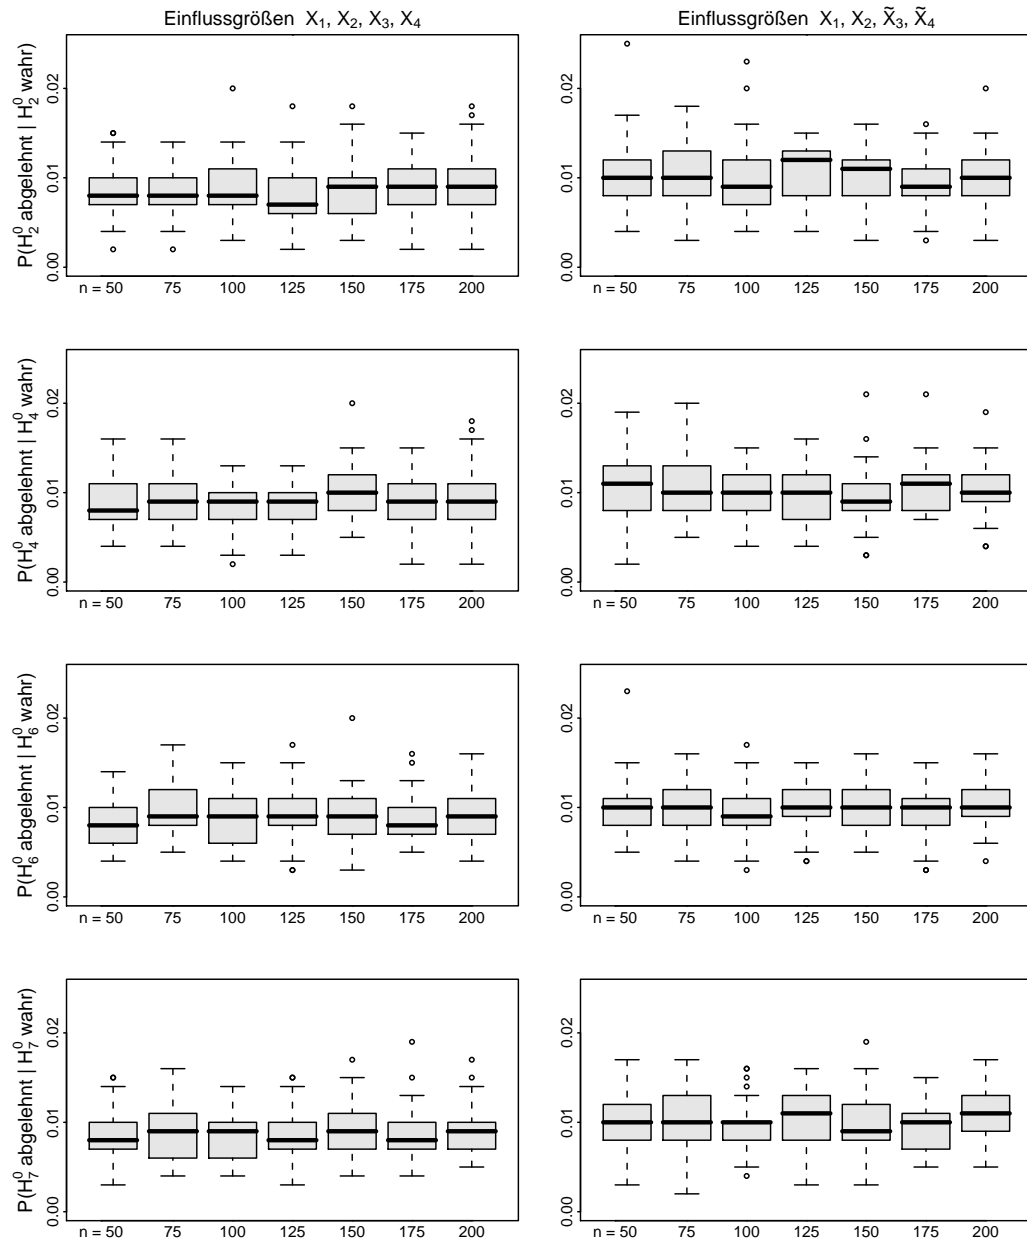 Einflussgrößen X₁, X₂, X₃, X₄
Einflussgrößen X₁, X₂, X̃₃, X̃₄
P(H₂⁰ abgelehnt | H₂⁰ wahr)
0.00 0.01 0.02
n = 50 75 100 125 150 175 200
0.00 0.01 0.02
n = 50 75 100 125 150 175 200
P(H₄⁰ abgelehnt | H₄⁰ wahr)
0.00 0.01 0.02
n = 50 75 100 125 150 175 200
0.00 0.01 0.02
n = 50 75 100 125 150 175 200
P(H₆⁰ abgelehnt | H₆⁰ wahr)
0.00 0.01 0.02
n = 50 75 100 125 150 175 200
0.00 0.01 0.02
n = 50 75 100 125 150 175 200
P(H₇⁰ abgelehnt | H₇⁰ wahr)
0.00 0.01 0.02
n = 50 75 100 125 150 175 200
0.00 0.01 0.02
n = 50 75 100 125 150 175 200